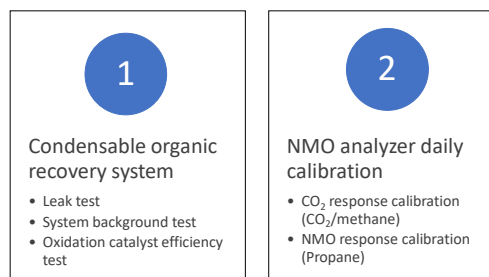 1
Condensable organic
recovery system
• Leak test
• System background test
• Oxidation catalyst efficiency
test
2
NMO analyzer daily
calibration
• CO₂ response calibration
(CO₂/methane)
• NMO response calibration
(Propane)